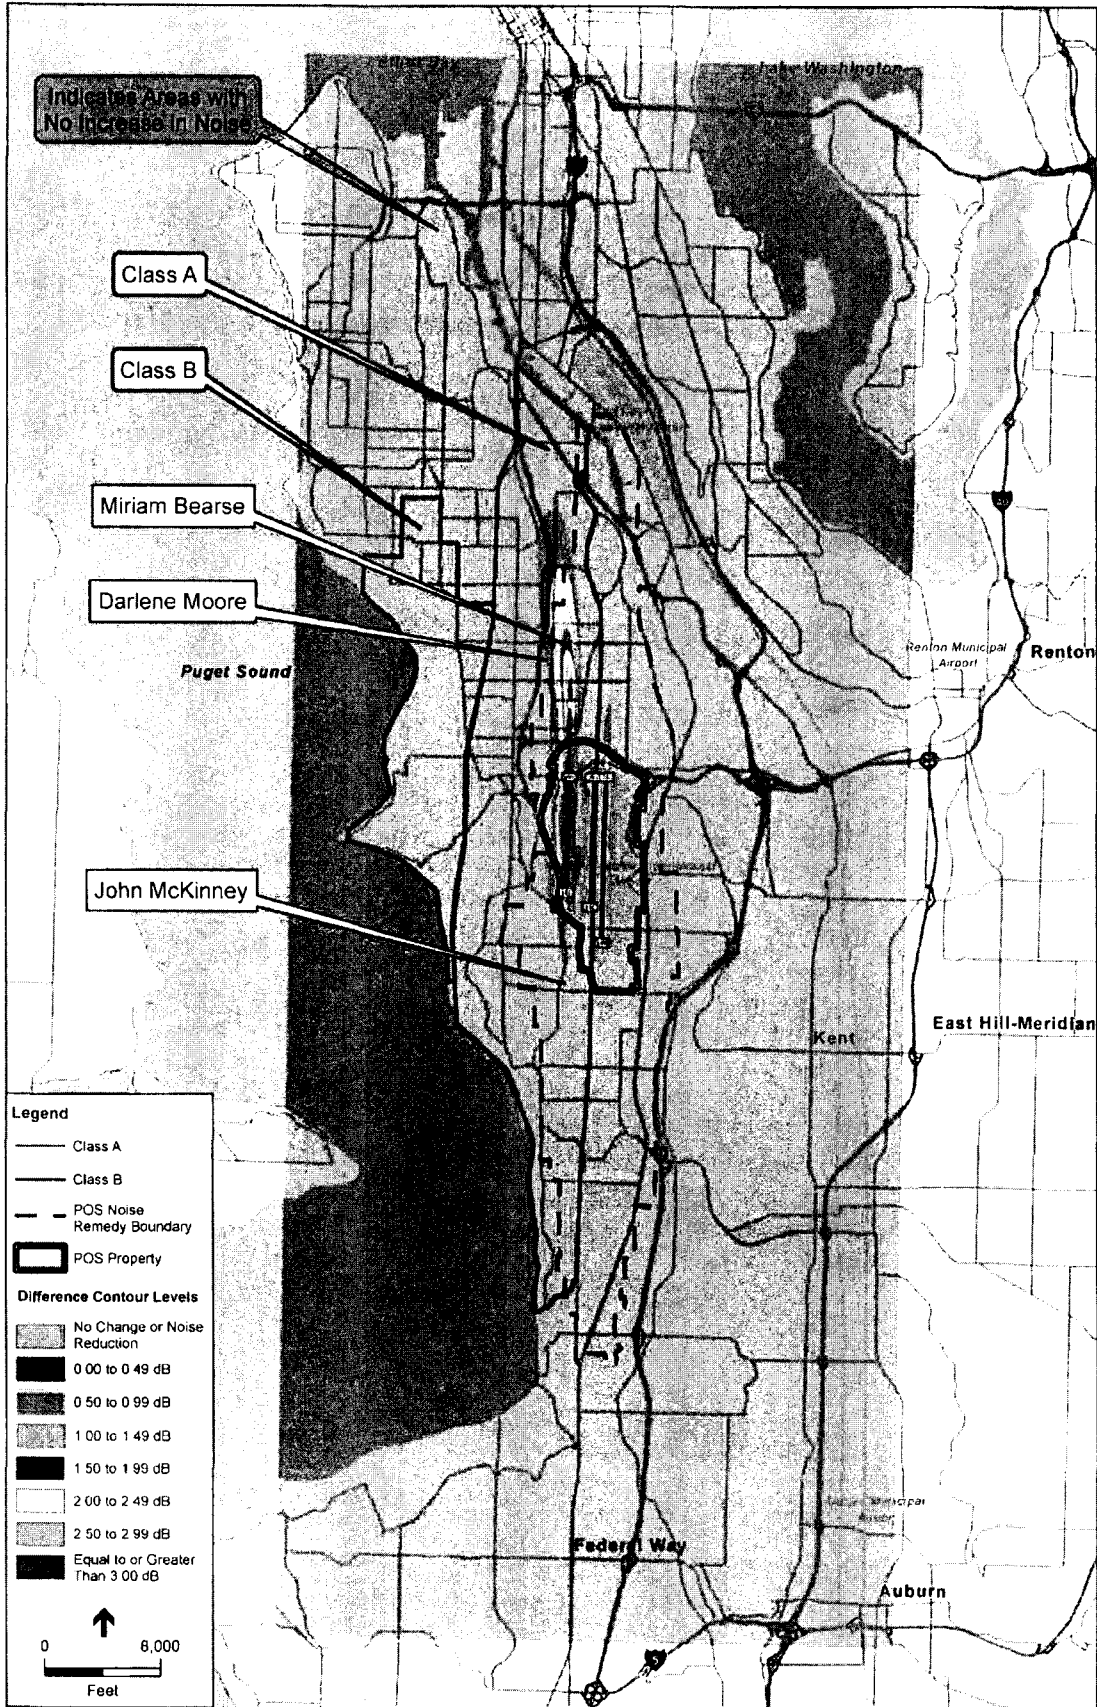 Lake Washington
Indicates Areas with
No Increase in Noise
Class A
Class B
Miriam Bearse
Darlene Moore
Puget Sound
Renton Municipal
Airport
Renton
John McKinney
East Hill-Meridian
Kent
Legend
Class A
Class B
POS Noise
Remedy Boundary
POS Property
Difference Contour Levels
No Change or Noise
Reduction
0 00 to 0 49 dB
0 50 to 0 99 dB
1 00 to 1 49 dB
1 50 to 1 99 dB
2 00 to 2 49 dB
2 50 to 2 99 dB
Equal to or Greater
Than 3 00 dB
0 6,000
Feet
Federal Way
Auburn